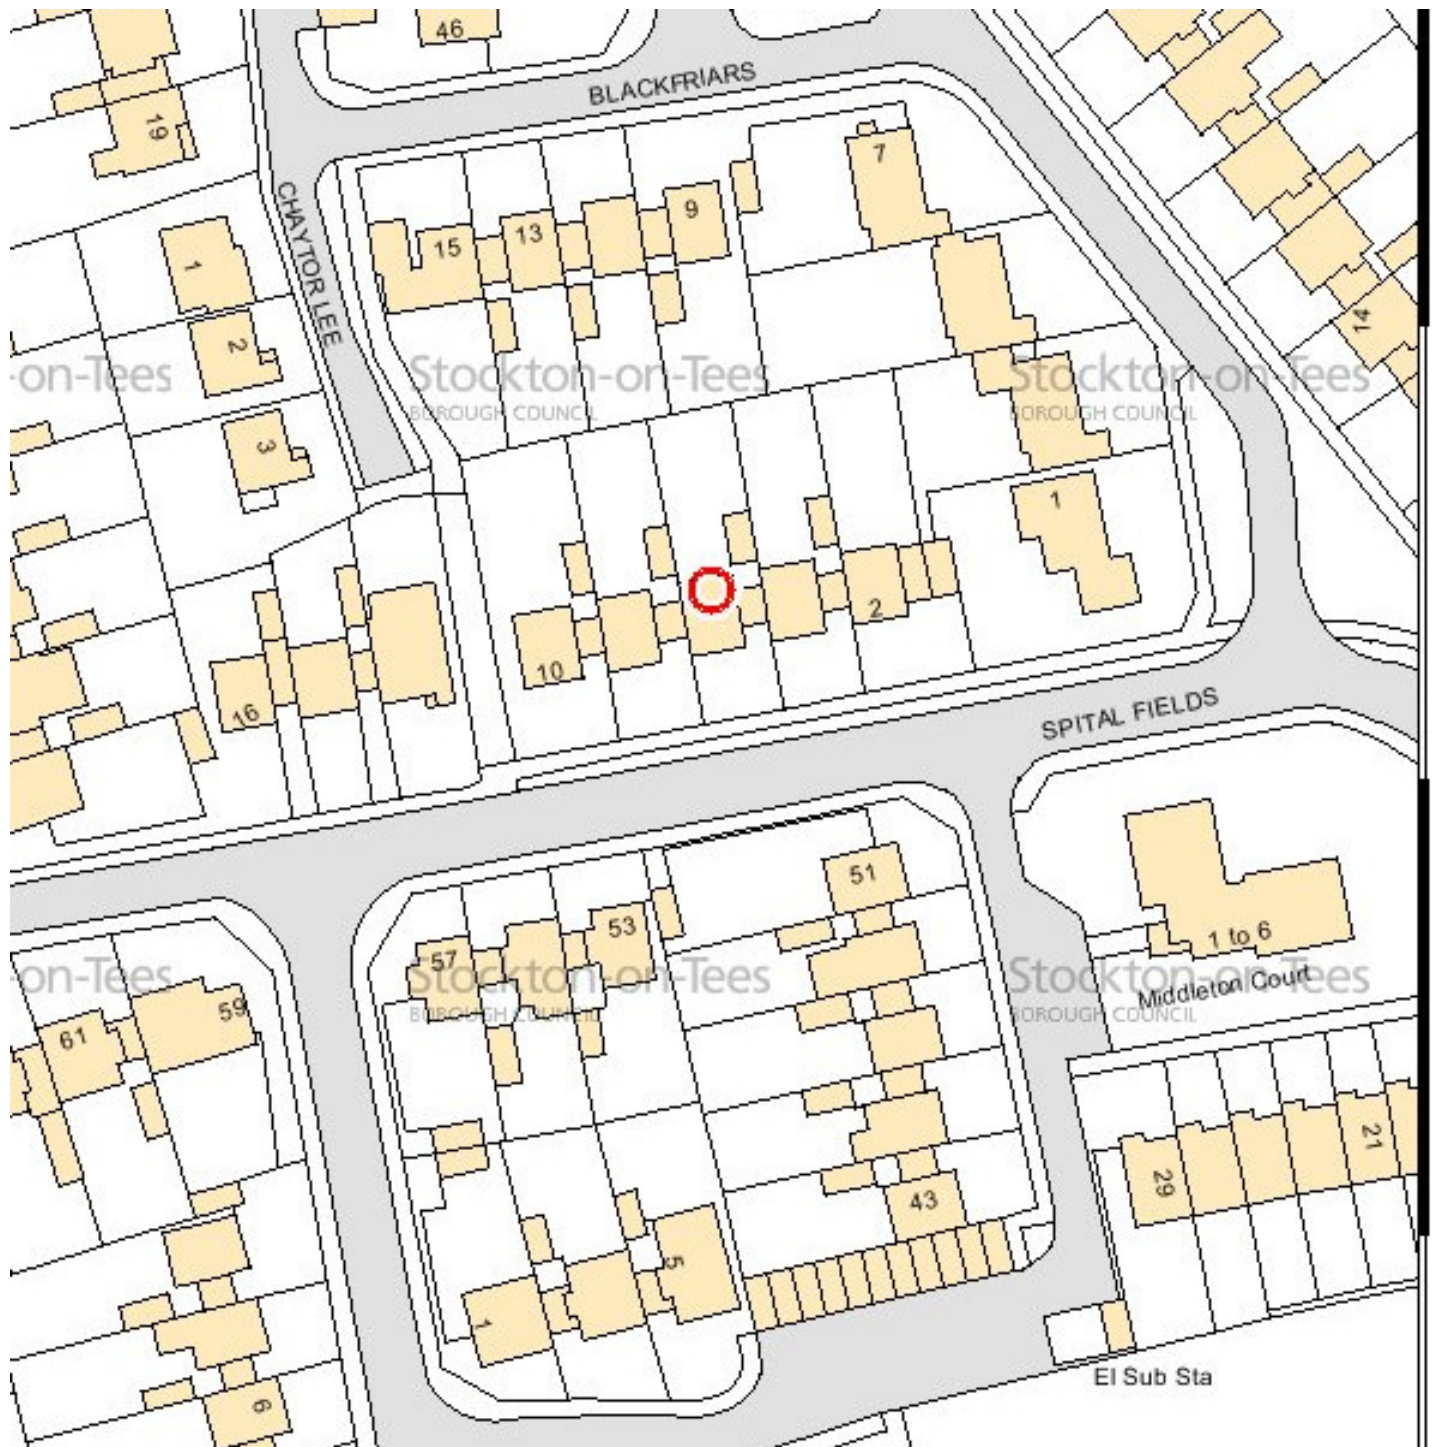 46
BLACKFRIARS
19
7
CHAYTOR LEE
9
13
15
1
2
14
3
-on-Tees
Stockton-on-Tees
BOROUGH COUNCIL
Stockton-on-Tees
BOROUGH COUNCIL
1
2
10
16
SPITAL FIELDS
51
53
57
1 to 6
Middleton Court
-on-Tees
Stockton-on-Tees
BOROUGH COUNCIL
Stockton-on-Tees
BOROUGH COUNCIL
59
61
21
29
43
5
1
El Sub Sta
6